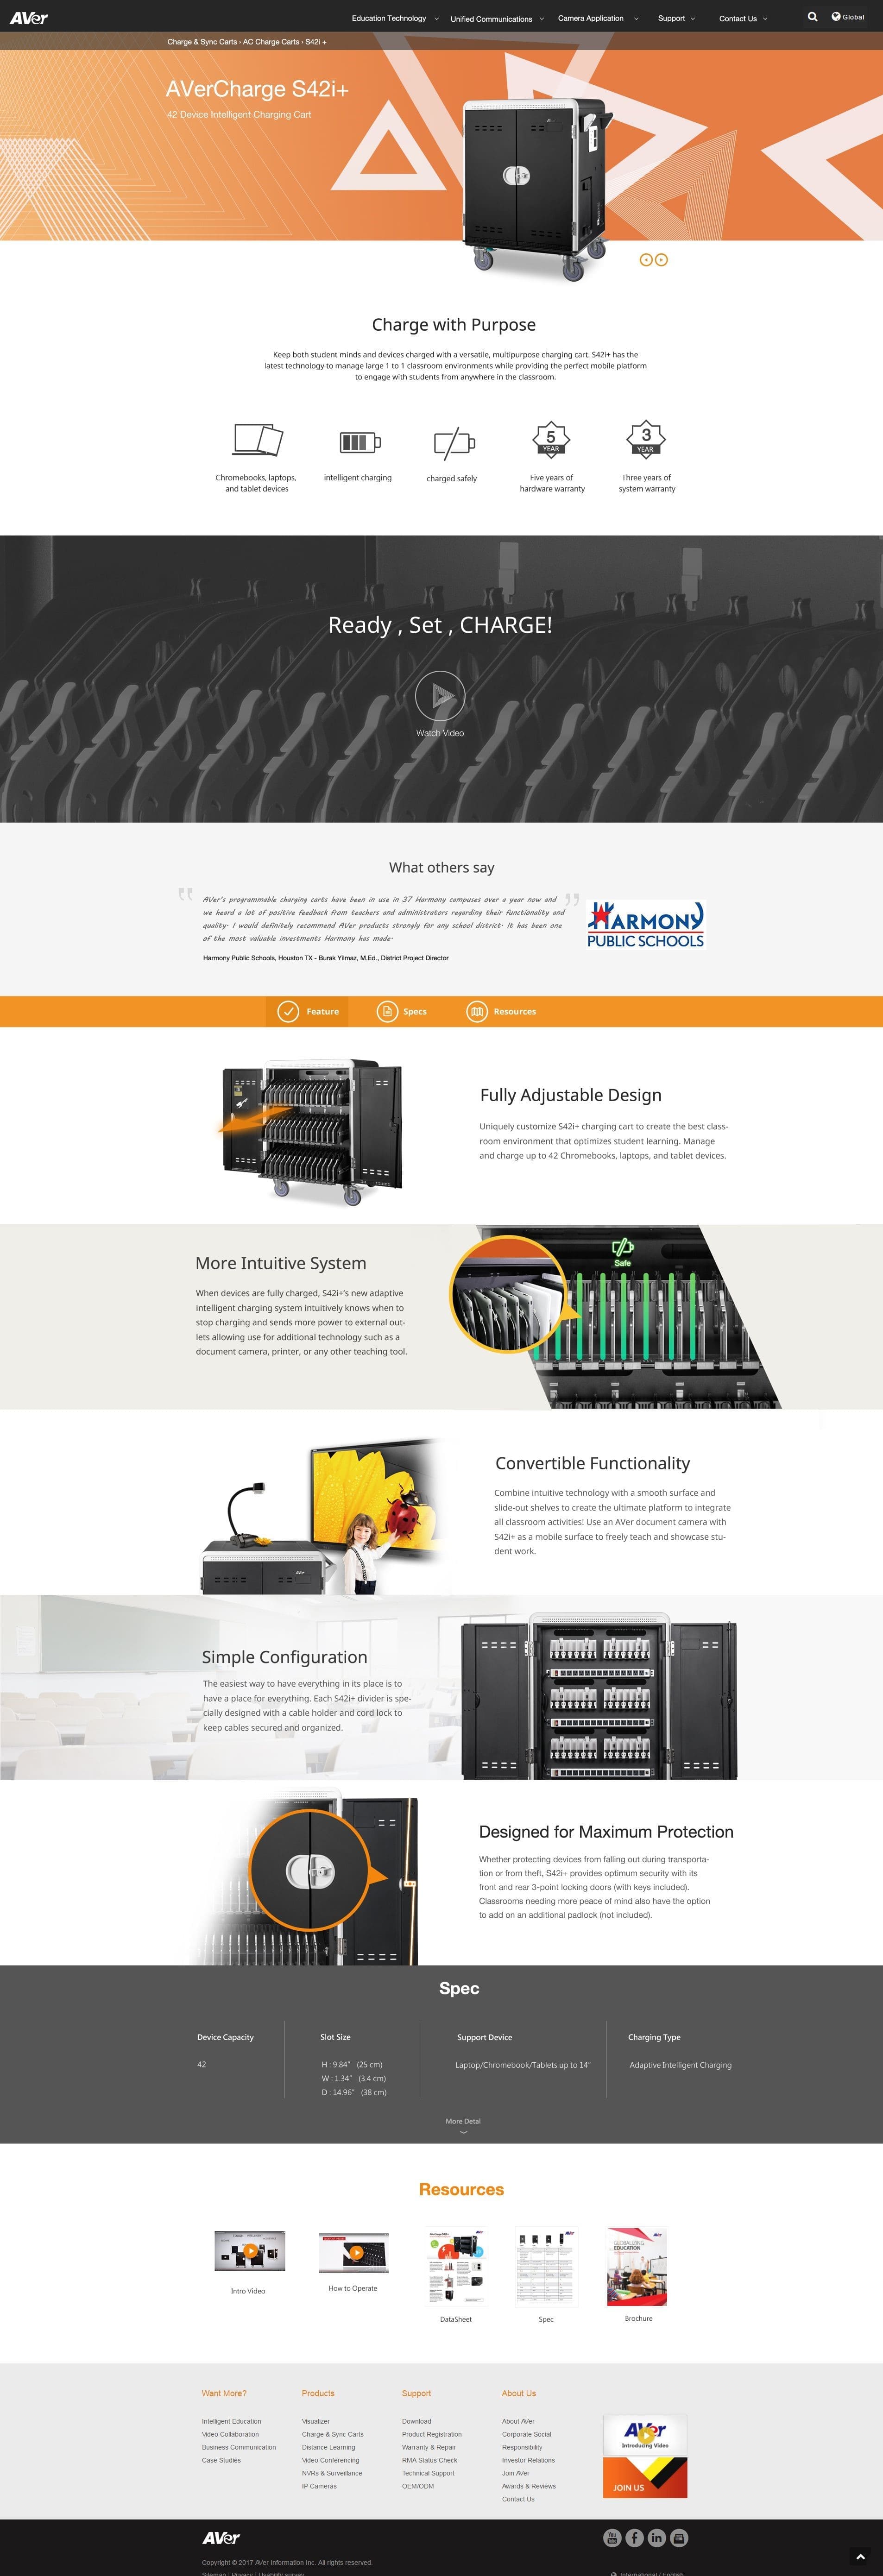 AVer
Education Technology
Unified Communications
Camera Application
Support
Contact Us
Global
Charge & Sync Carts › AC Charge Carts › S42i +
AVerCharge S42i+
42 Device Intelligent Charging Cart
Charge with Purpose
Keep both student minds and devices charged with a versatile, multipurpose charging cart. S42i+ has the
latest technology to manage large 1 to 1 classroom environments while providing the perfect mobile platform
to engage with students from anywhere in the classroom.
Chromebooks, laptops,
and tablet devices
intelligent charging
charged safely
5
YEAR
Five years of
hardware warranty
3
YEAR
Three years of
system warranty
Ready , Set , CHARGE!
Watch Video
What others say
AVer's programmable charging carts have been in use in 37 Harmony campuses over a year now and
we heard a lot of positive feedback from teachers and administrators regarding their functionality and
quality. I would definitely recommend AVer products strongly for any school district. It has been one
of the most valuable investments Harmony has made.
Harmony Public Schools, Houston TX - Burak Yilmaz, M.Ed., District Project Director
HARMONY
PUBLIC SCHOOLS
Feature
Specs
Resources
Fully Adjustable Design
Uniquely customize S42i+ charging cart to create the best class-
room environment that optimizes student learning. Manage
and charge up to 42 Chromebooks, laptops, and tablet devices.
More Intuitive System
When devices are fully charged, S42i+'s new adaptive
intelligent charging system intuitively knows when to
stop charging and sends more power to external out-
lets allowing use for additional technology such as a
document camera, printer, or any other teaching tool.
Safe
Convertible Functionality
Combine intuitive technology with a smooth surface and
slide-out shelves to create the ultimate platform to integrate
all classroom activities! Use an AVer document camera with
S42i+ as a mobile surface to freely teach and showcase stu-
dent work.
AVer
Simple Configuration
The easiest way to have everything in its place is to
have a place for everything. Each S42i+ divider is spe-
cially designed with a cable holder and cord lock to
keep cables secured and organized.
Designed for Maximum Protection
Whether protecting devices from falling out during transporta-
tion or from theft, S42i+ provides optimum security with its
front and rear 3-point locking doors (with keys included).
Classrooms needing more peace of mind also have the option
to add on an additional padlock (not included).
Spec
Device Capacity
42
Slot Size
H : 9.84" (25 cm)
W : 1.34" (3.4 cm)
D : 14.96" (38 cm)
Support Device
Laptop/Chromebook/Tablets up to 14"
Charging Type
Adaptive Intelligent Charging
More Detal
Resources
Intro Video
How to Operate
DataSheet
Spec
GLOBALIZING
EDUCATION
Brochure
Want More?
Intelligent Education
Video Collaboration
Business Communication
Case Studies
Products
Visualizer
Charge & Sync Carts
Distance Learning
Video Conferencing
NVRs & Surveillance
IP Cameras
Support
Download
Product Registration
Warranty & Repair
RMA Status Check
Technical Support
OEM/ODM
About Us
About AVer
Corporate Social
Responsibility
Investor Relations
Join AVer
Awards & Reviews
Contact Us
AVer
Introducing Video
JOIN US
AVer
You
Tube
f
in
Copyright © 2017 AVer Information Inc. All rights reserved.
Sitemap | Privacy | Usability survey
International / English